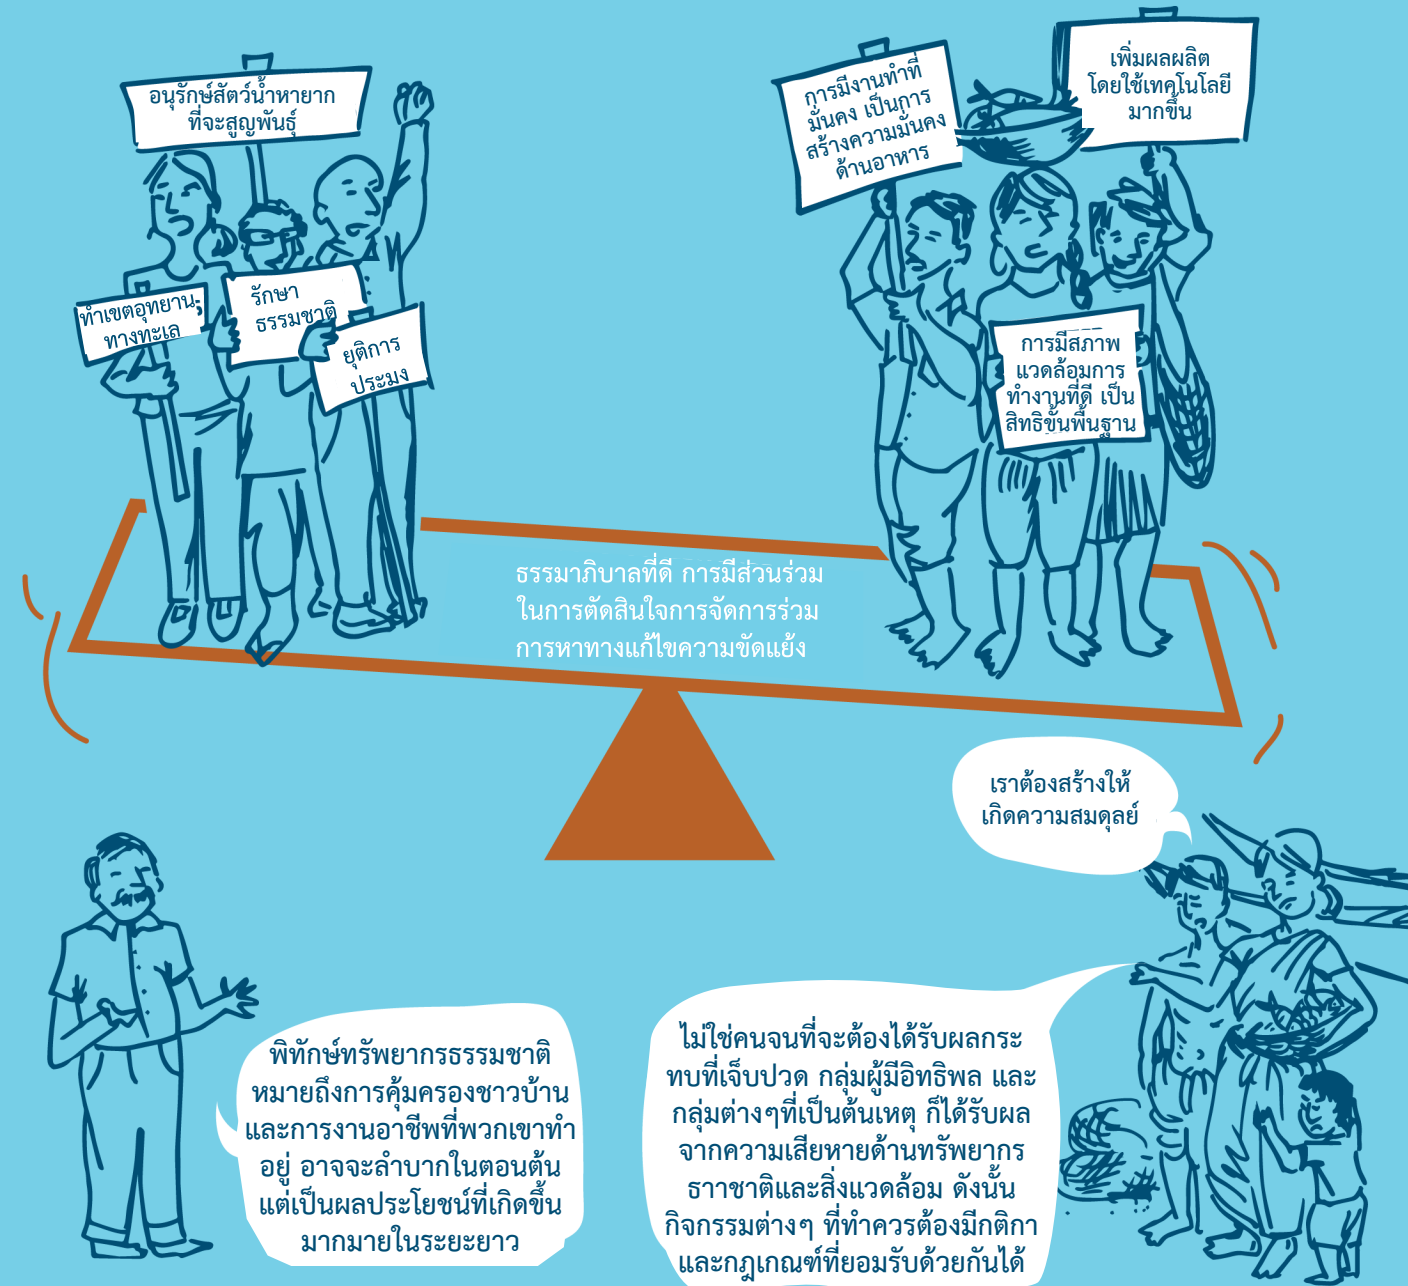 อนุรักษ์สัตว์น้ำหายาก
ที่จะสูญพันธุ์
ทำเขตอุทยาน
ทางทะเล
รักษา
ธรรมชาติ
ยุติการ
ประมง
การมีงานทำที่
มั่นคง เป็นการ
สร้างความมั่นคง
ด้านอาหาร
เพิ่มผลผลิต
โดยใช้เทคโนโลยี
มากขึ้น
การมีสภาพ
แวดล้อมการ
ทำงานที่ดี เป็น
สิทธิขั้นพื้นฐาน
ธรรมาภิบาลที่ดี การมีส่วนร่วม
ในการตัดสินใจการจัดการร่วม
การหาทางแก้ไขความขัดแย้ง
เราต้องสร้างให้
เกิดความสมดุลย์
พิทักษ์ทรัพยากรธรรมชาติ
หมายถึงการคุ้มครองชาวบ้าน
และการงานอาชีพที่พวกเขาทำ
อยู่ อาจจะลำบากในตอนต้น
แต่เป็นผลประโยชน์ที่เกิดขึ้น
มากมายในระยะยาว
ไม่ใช่คนจนที่จะต้องได้รับผลกระ
ทบที่เจ็บปวด กลุ่มผู้มีอิทธิพล และ
กลุ่มต่างๆที่เป็นต้นเหตุ ก็ได้รับผล
จากความเสียหายด้านทรัพยากร
ธาาชาติและสิ่งแวดล้อม ดังนั้น
กิจกรรมต่างๆ ที่ทำควรต้องมีกติกา
และกฎเกณฑ์ที่ยอมรับด้วยกันได้